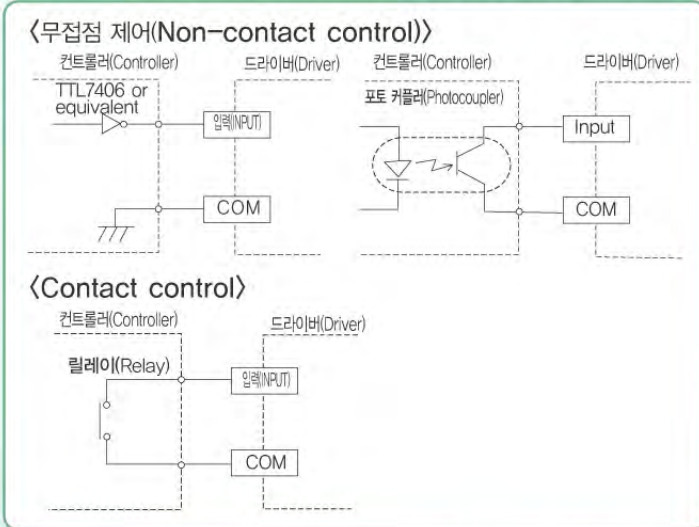 〈무접점 제어(Non-contact control)〉
컨트롤러(Controller)
드라이버(Driver)
TTL7406 or
equivalent
입력(INPUT)
COM
컨트롤러(Controller)
드라이버(Driver)
포토 커플러(Photocoupler)
Input
COM
〈Contact control〉
컨트롤러(Controller)
드라이버(Driver)
릴레이(Relay)
입력(INPUT)
COM